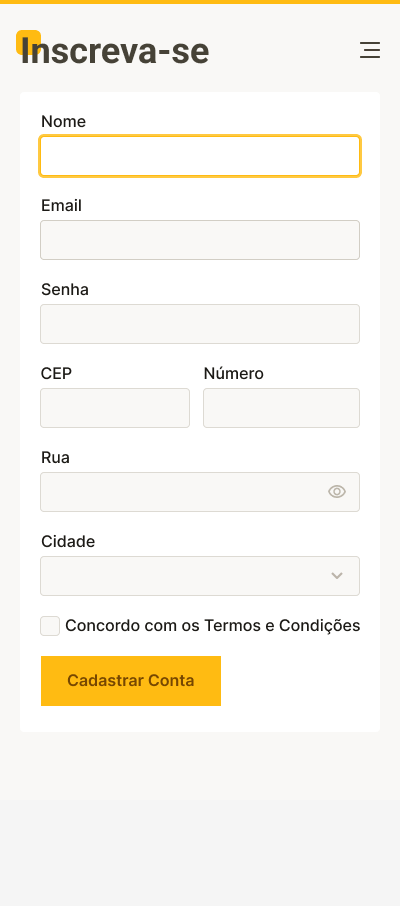 Inscreva-se
Nome
Email
Senha
CEP Número
Rua
Cidade
Concordo com os Termos e Condições
Cadastrar Conta